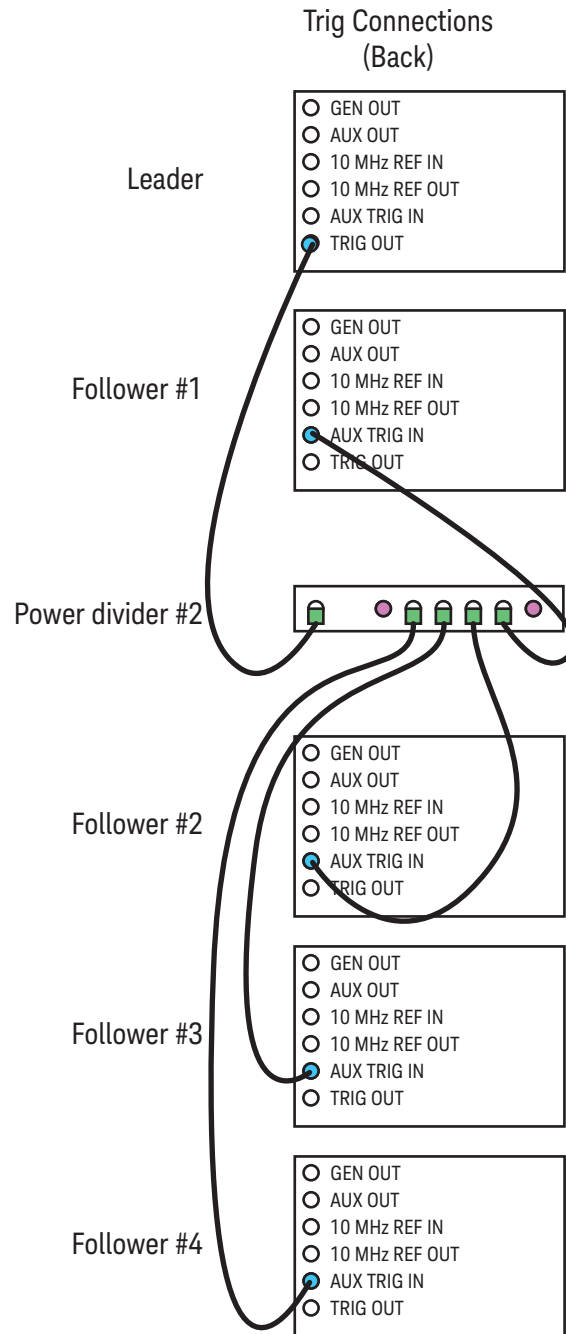 Trig Connections
(Back)
Leader
GEN OUT
AUX OUT
10 MHz REF IN
10 MHz REF OUT
AUX TRIG IN
TRIG OUT
Follower #1
GEN OUT
AUX OUT
10 MHz REF IN
10 MHz REF OUT
AUX TRIG IN
TRIG OUT
Power divider #2
Follower #2
GEN OUT
AUX OUT
10 MHz REF IN
10 MHz REF OUT
AUX TRIG IN
TRIG OUT
Follower #3
GEN OUT
AUX OUT
10 MHz REF IN
10 MHz REF OUT
AUX TRIG IN
TRIG OUT
Follower #4
GEN OUT
AUX OUT
10 MHz REF IN
10 MHz REF OUT
AUX TRIG IN
TRIG OUT